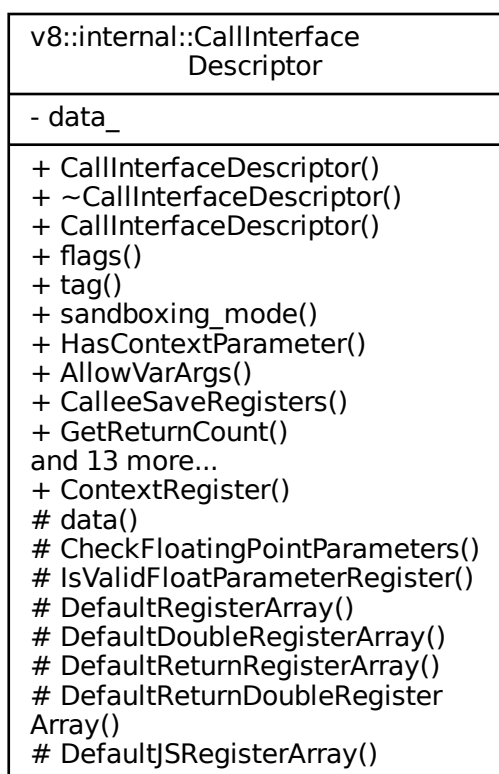 v8::internal::CallInterface
Descriptor
- data_
+ CallInterfaceDescriptor()
+ ~CallInterfaceDescriptor()
+ CallInterfaceDescriptor()
+ flags()
+ tag()
+ sandboxing_mode()
+ HasContextParameter()
+ AllowVarArgs()
+ CalleeSaveRegisters()
+ GetReturnCount()
and 13 more...
+ ContextRegister()
# data()
# CheckFloatingPointParameters()
# IsValidFloatParameterRegister()
# DefaultRegisterArray()
# DefaultDoubleRegisterArray()
# DefaultReturnRegisterArray()
# DefaultReturnDoubleRegister
Array()
# DefaultJSRegisterArray()